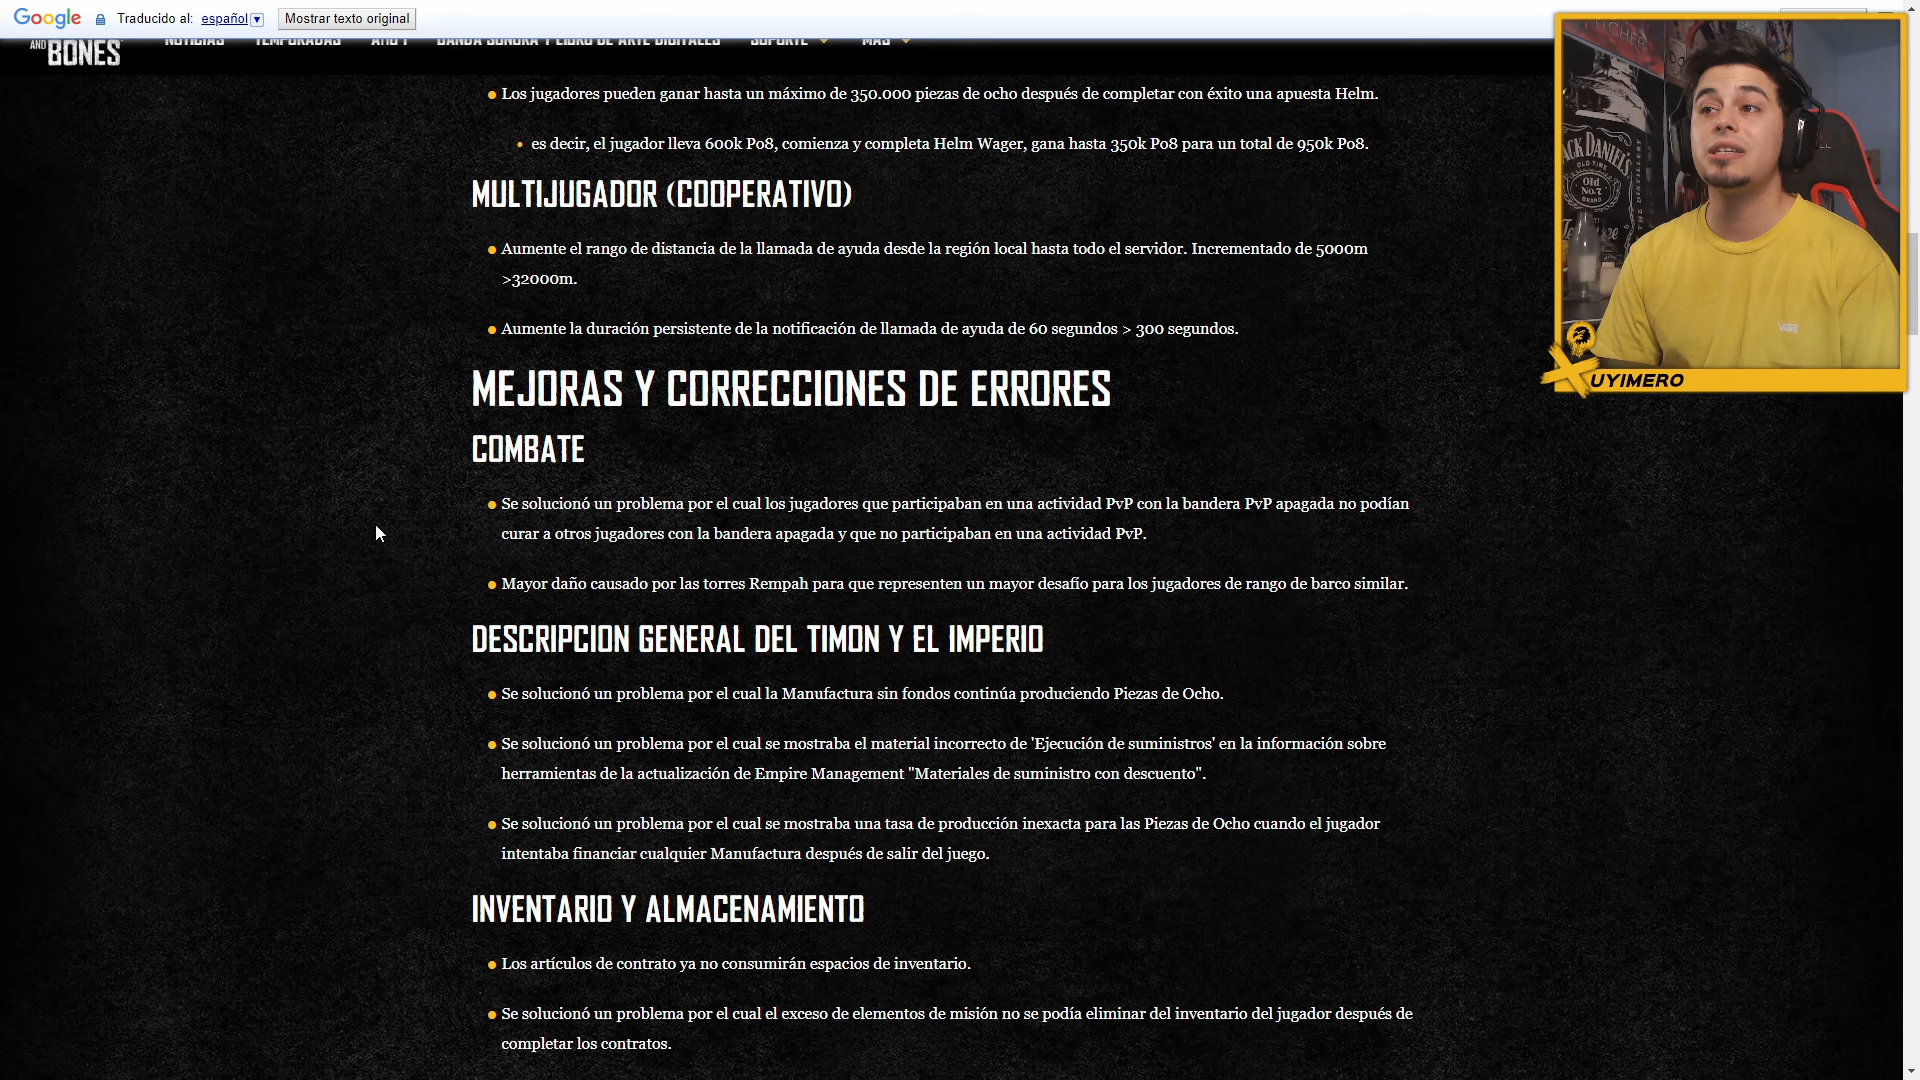 Google Traducido al: español Mostrar texto original
AND BONES NOTICIAS TEMPORADAS AÑO 1 BANDA SONORA Y LIBRO DE ARTE DIGITALES SOPORTE MÁS
Los jugadores pueden ganar hasta un máximo de 350.000 piezas de ocho después de completar con éxito una apuesta Helm.
es decir, el jugador lleva 600k Po8, comienza y completa Helm Wager, gana hasta 350k Po8 para un total de 950k Po8.
MULTIJUGADOR (COOPERATIVO)
Aumente el rango de distancia de la llamada de ayuda desde la región local hasta todo el servidor. Incrementado de 5000m
>32000m.
Aumente la duración persistente de la notificación de llamada de ayuda de 60 segundos > 300 segundos.
MEJORAS Y CORRECCIONES DE ERRORES
COMBATE
Se solucionó un problema por el cual los jugadores que participaban en una actividad PvP con la bandera PvP apagada no podían
curar a otros jugadores con la bandera apagada y que no participaban en una actividad PvP.
Mayor daño causado por las torres Rempah para que representen un mayor desafío para los jugadores de rango de barco similar.
DESCRIPCION GENERAL DEL TIMON Y EL IMPERIO
Se solucionó un problema por el cual la Manufactura sin fondos continúa produciendo Piezas de Ocho.
Se solucionó un problema por el cual se mostraba el material incorrecto de 'Ejecución de suministros' en la información sobre
herramientas de la actualización de Empire Management "Materiales de suministro con descuento".
Se solucionó un problema por el cual se mostraba una tasa de producción inexacta para las Piezas de Ocho cuando el jugador
intentaba financiar cualquier Manufactura después de salir del juego.
INVENTARIO Y ALMACENAMIENTO
Los artículos de contrato ya no consumirán espacios de inventario.
Se solucionó un problema por el cual el exceso de elementos de misión no se podía eliminar del inventario del jugador después de
completar los contratos.
JACK DANIEL'S
OLD TIME
Old
No.7
BRAND
VANS
XUYIMERO